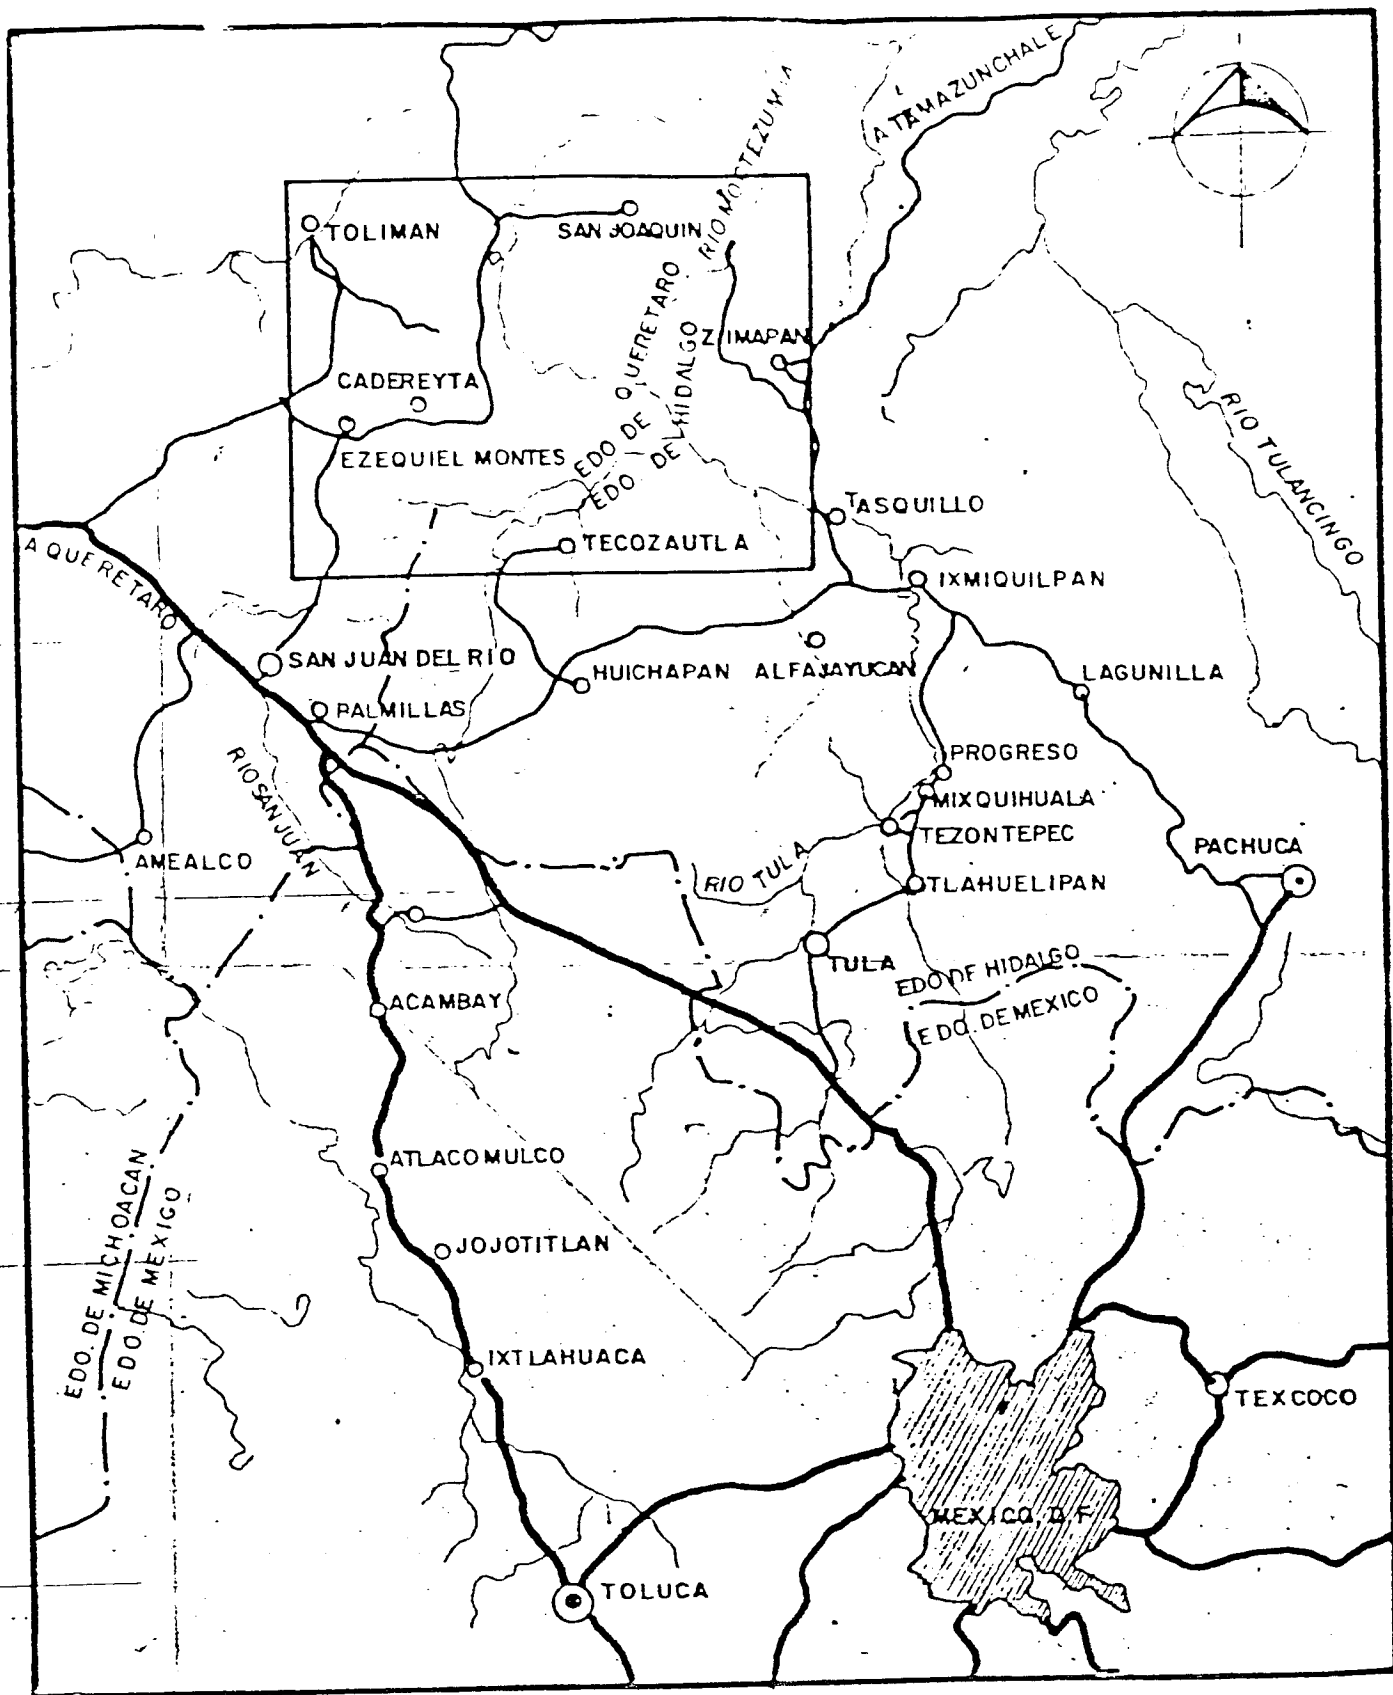 A TAMAZUNCHALE
RIO MOCTEZUMA
TOLIMAN
SAN JOAQUIN
EDO DE QUERETARO
EDO DEL HIDALGO
ZIMAPAN
CADEREYTA
EZEQUIEL MONTES
RIO TULANCINGO
TASQUILLO
A QUERETARO
TECOZAUTLA
IXMIQUILPAN
SAN JUAN DEL RIO
HUICHAPAN
ALFAJAYUCAN
LAGUNILLA
PALMILLAS
RIO SAN JUAN
PROGRESO
MIXQUIHUALA
TEZONTEPEC
PACHUCA
AMEALCO
RIO TULA
TLAHUELIPAN
TULA
EDO DE HIDALGO
EDO. DE MEXICO
ACAMBAY
ATLACOMULCO
EDO. DE MICHOACAN
EDO. DE MEXICO
JOJOTITLAN
IXTLAHUACA
TEXCOCO
MEXICO, D.F.
TOLUCA